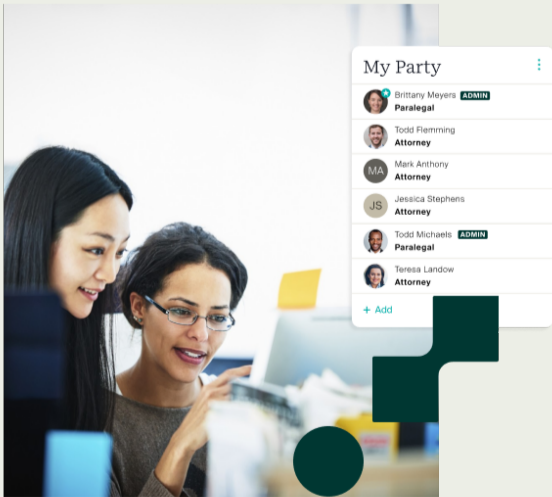 My Party
Brittany Meyers ADMIN
Paralegal
Todd Flemming
Attorney
MA
Mark Anthony
Attorney
JS
Jessica Stephens
Attorney
Todd Michaels ADMIN
Paralegal
Teresa Landow
Attorney
+ Add